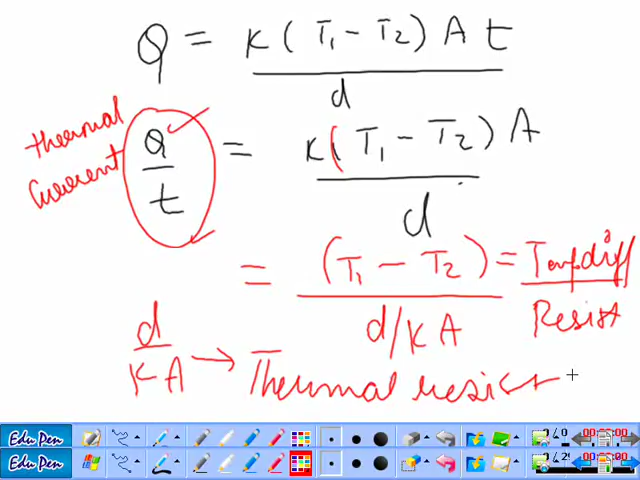 Q = K(T₁ - T₂) A t
d
thermal
current
Q
t
= K(T₁ - T₂) A
d
= (T₁ - T₂) = Temp diff
d/KA Resist
d
KA → Thermal resist
Edu Pen
Edu Pen